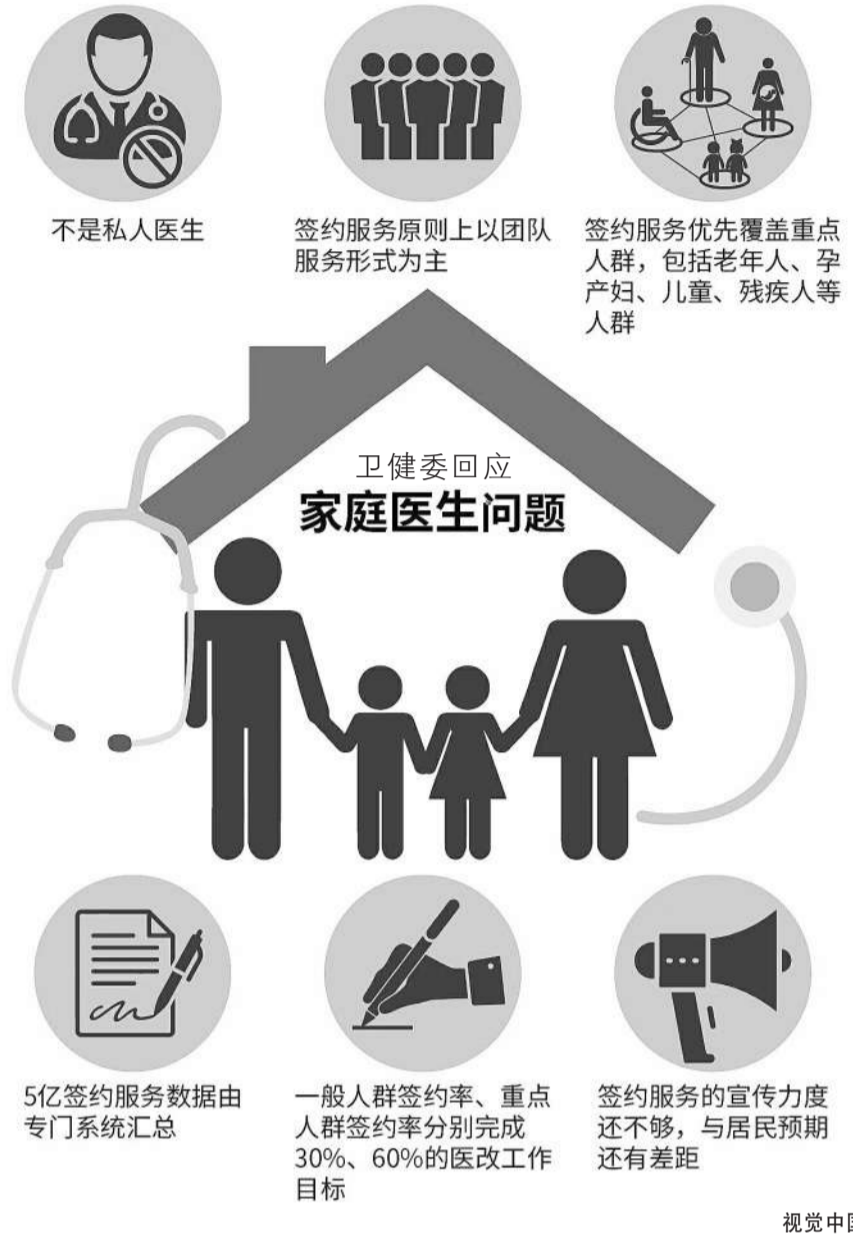 不是私人医生
签约服务原则上以团队
服务形式为主
签约服务优先覆盖重点
人群，包括老年人、孕
产妇、儿童、残疾人等
人群
卫健委回应
家庭医生问题
5亿签约服务数据由
专门系统汇总
一般人群签约率、重点
人群签约率分别完成
30%、60%的医改工作
目标
签约服务的宣传力度
还不够，与居民预期
还有差距
视觉中国